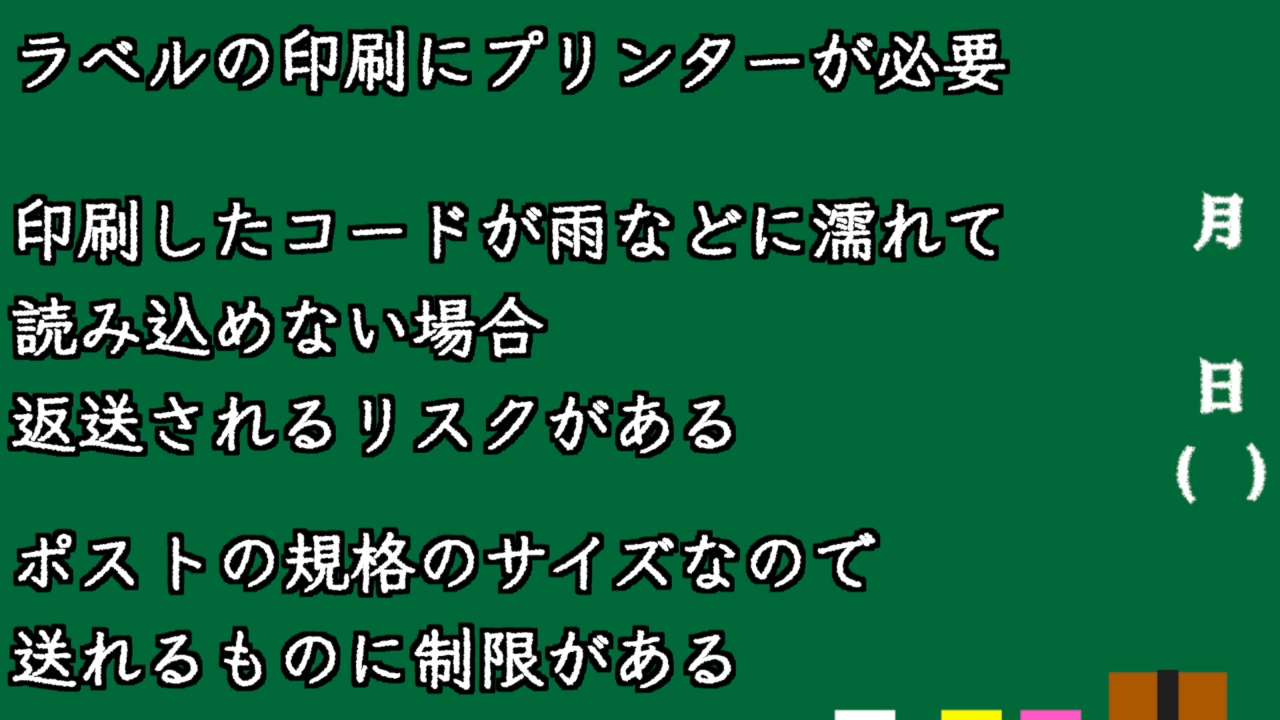 ラベルの印刷にプリンターが必要
印刷したコードが雨などに濡れて
読み込めない場合
返送されるリスクがある
ポストの規格のサイズなので
送れるものに制限がある
月
日
( )